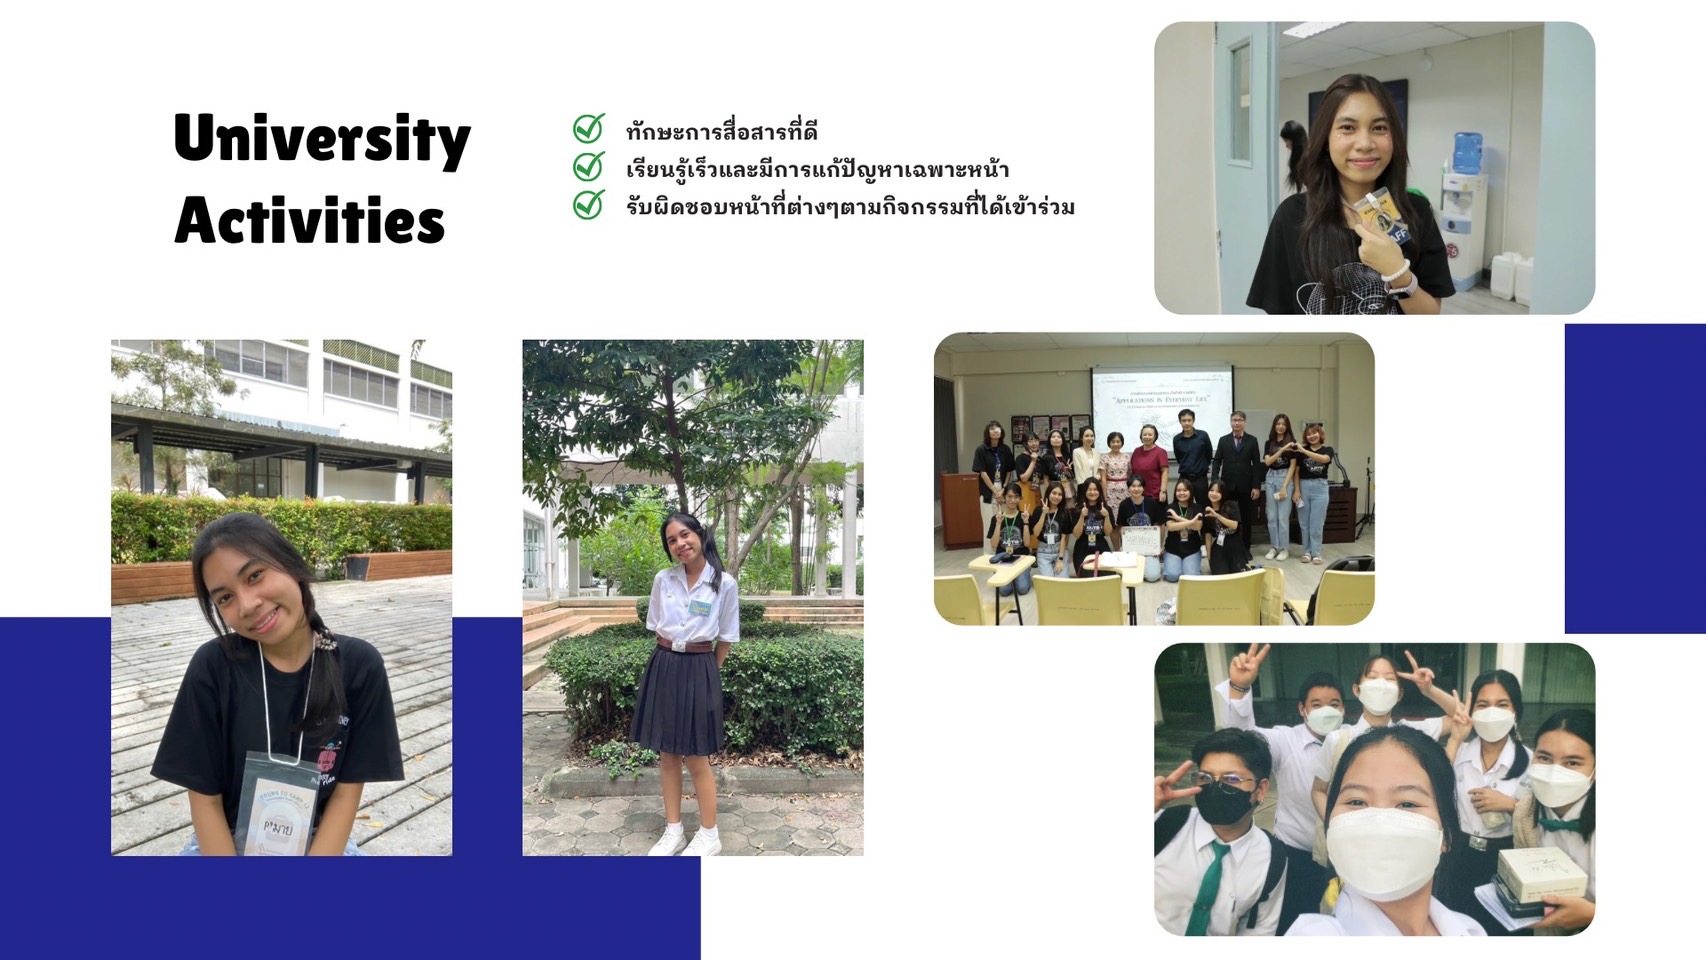 University
Activities
ทักษะการสื่อสารที่ดี
เรียนรู้เร็วและมีการแก้ปัญหาเฉพาะหน้า
รับผิดชอบหน้าที่ต่างๆตามกิจกรรมที่ได้เข้าร่วม
"APPLICATIONS IN EVERYDAY LIFE"